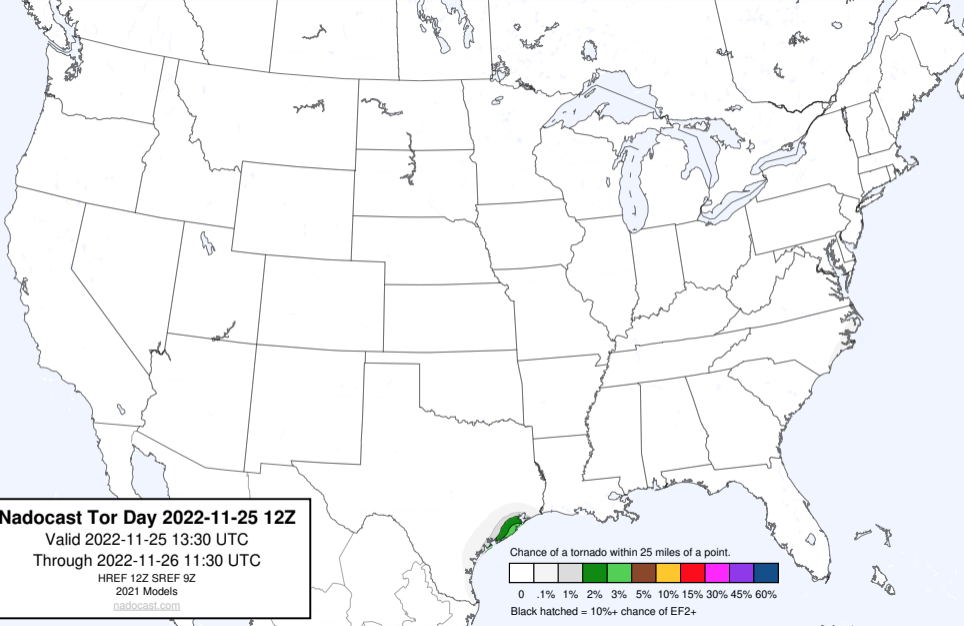 Nadocast Tor Day 2022-11-25 12Z
Valid 2022-11-25 13:30 UTC
Through 2022-11-26 11:30 UTC
HREF 12Z SREF 9Z
2021 Models
nadocast.com
Chance of a tornado within 25 miles of a point.
0 .1% 1% 2% 3% 5% 10% 15% 30% 45% 60%
Black hatched = 10%+ chance of EF2+